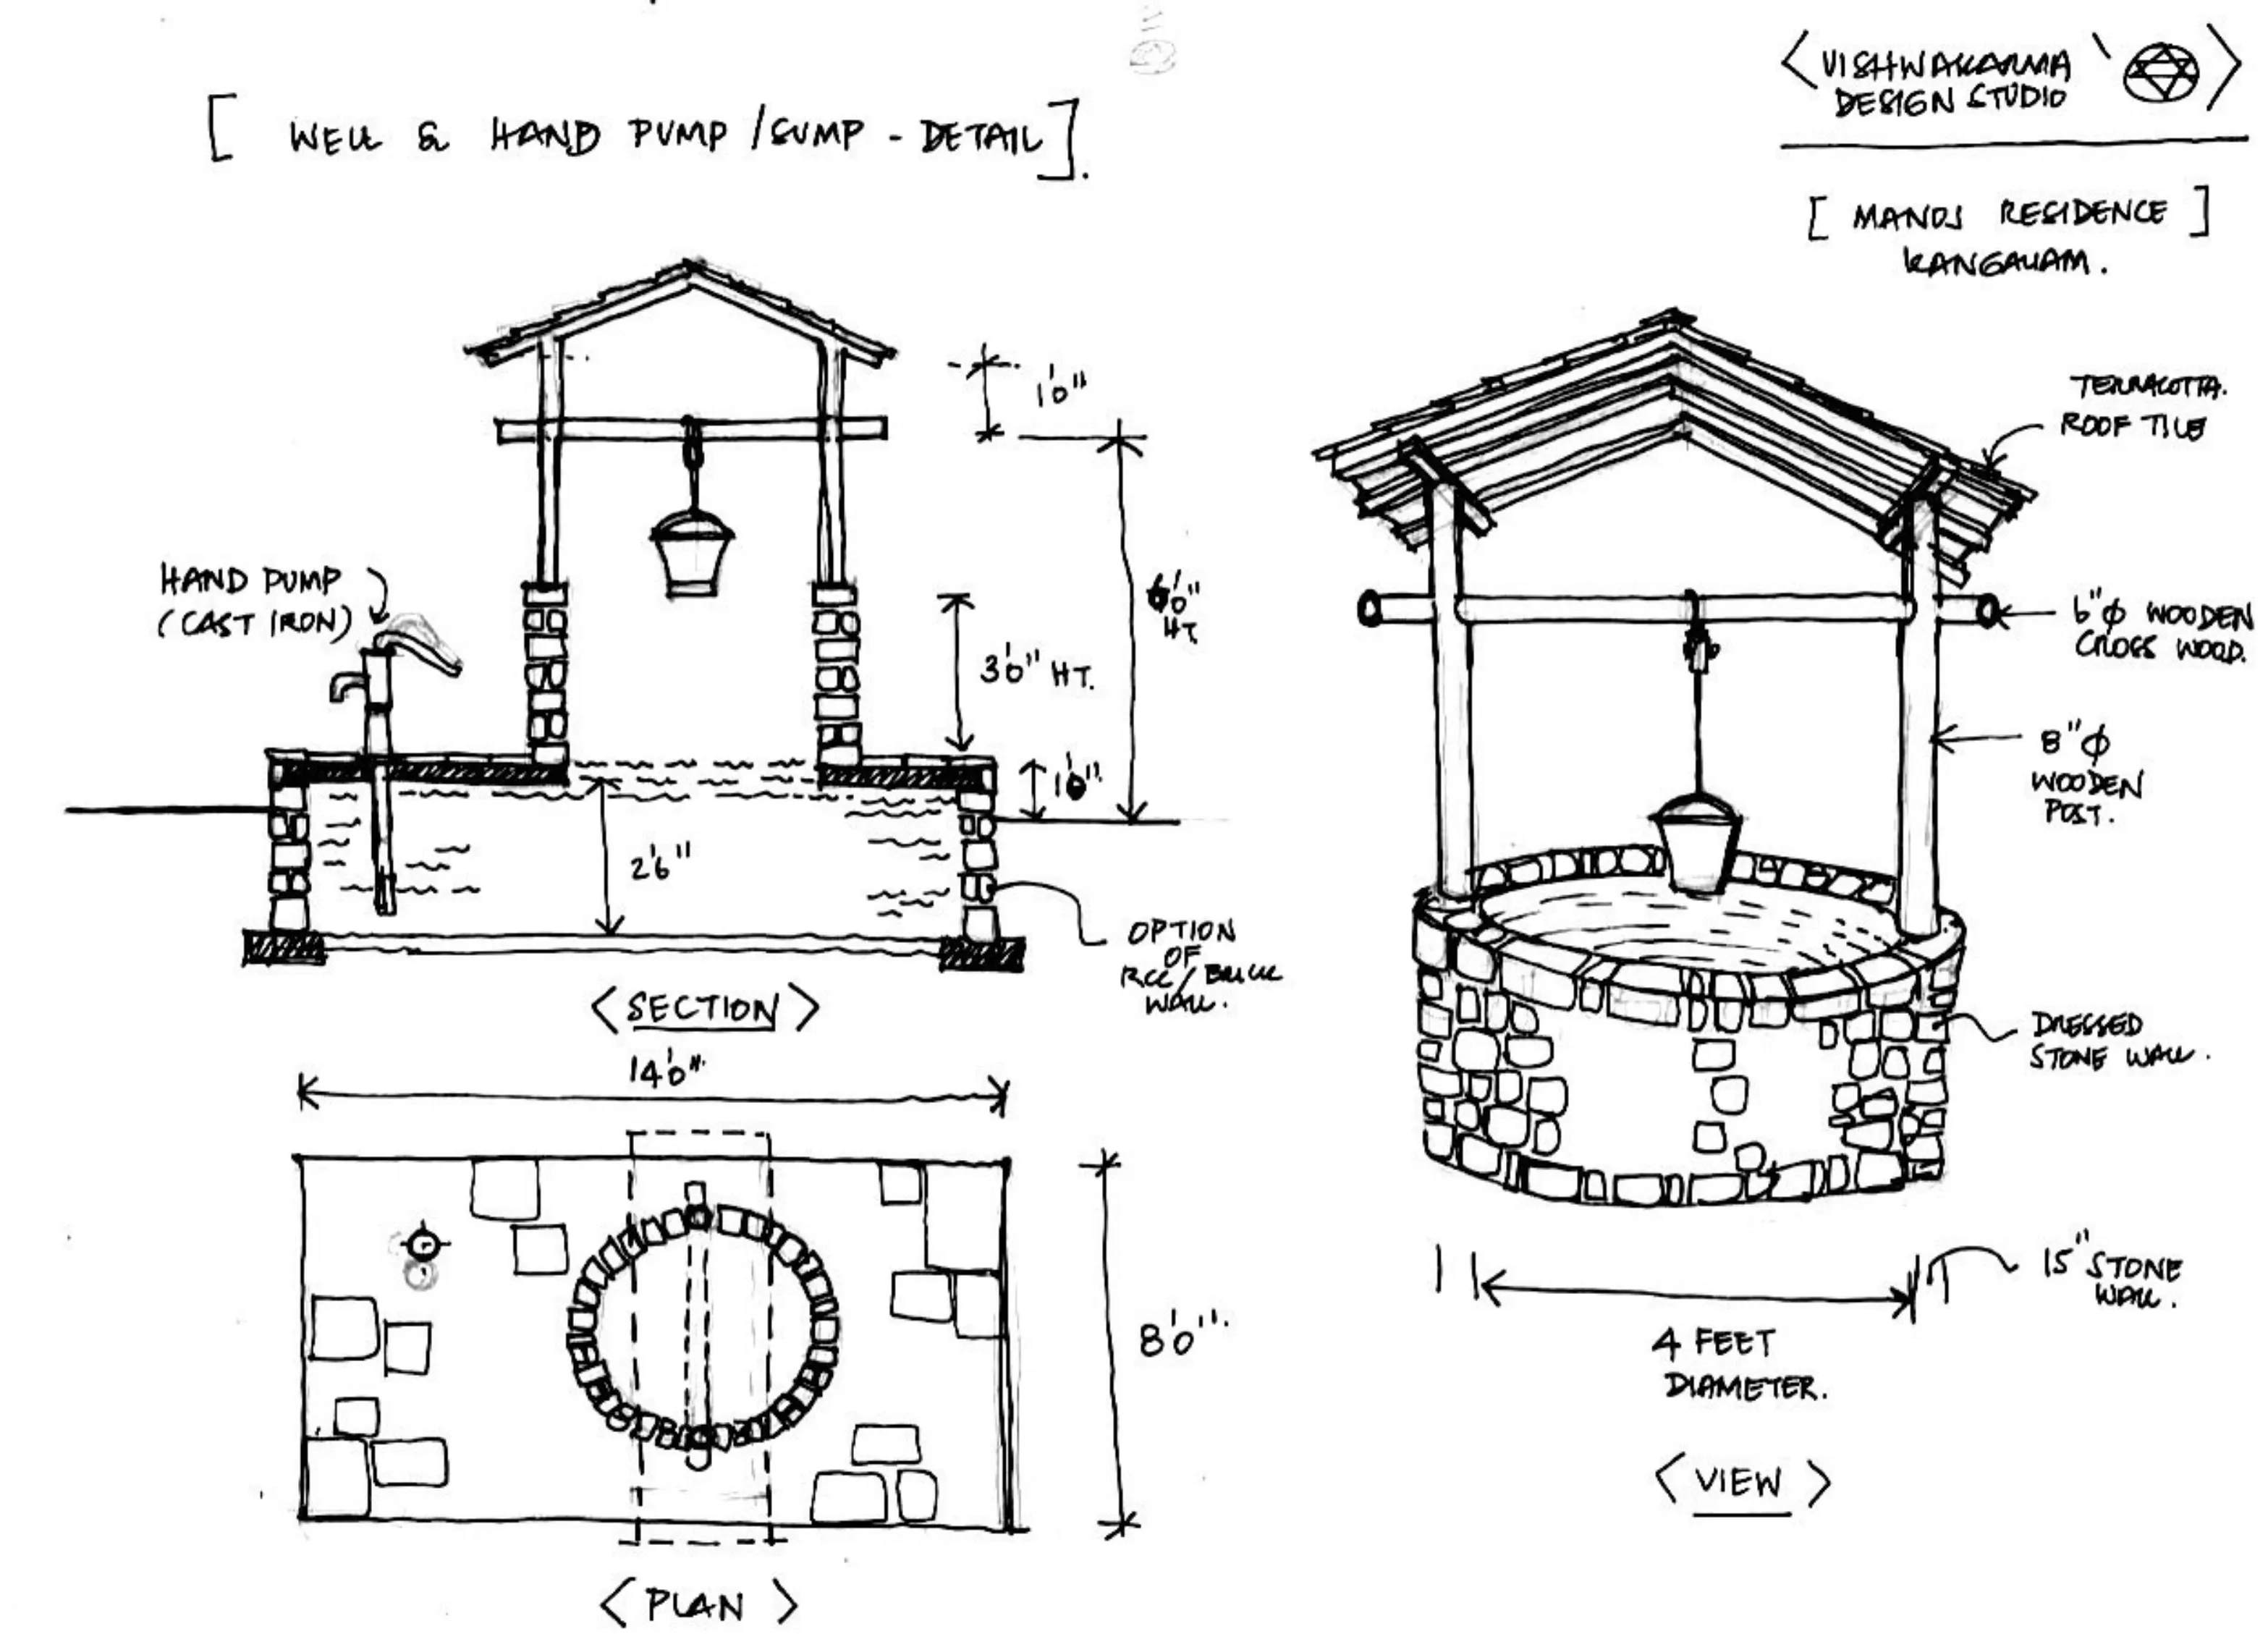 [ WELL & HAND PUMP / SUMP - DETAIL ].
< VISHWAKARMA
DESIGN STUDIO >
[ MANOJ RESIDENCE ]
KANGAYAM.
1'0"
HAND PUMP
(CAST IRON)
6'0"
HT.
3'0" HT.
1'0".
2'6"
OPTION
OF
RCC/BRICK
WALL.
< SECTION >
14'0".
8'0".
< PLAN >
TERRACOTTA.
ROOF TILE
6"φ WOODEN
CROSS WOOD.
8"φ
WOODEN
POST.
DRESSED
STONE WALL.
15" STONE
WALL.
4 FEET
DIAMETER.
< VIEW >